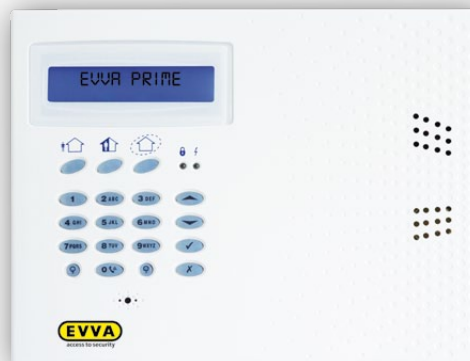 EVVA PRIME
1 2 ABC 3 DEF
4 GHI 5 JKL 6 MNO
7 PQRS 8 TUV 9 WXYZ
0
X
EVVA
access to security